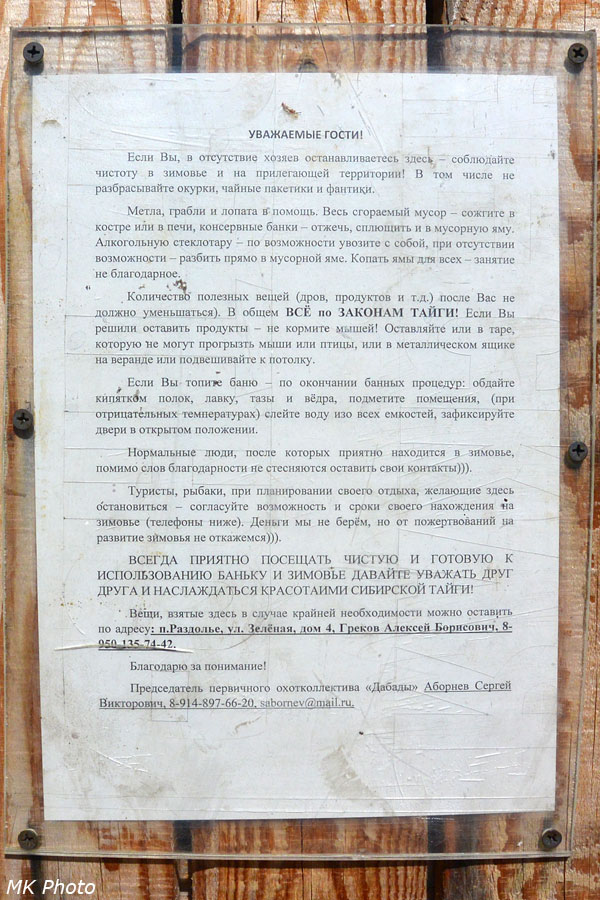 УВАЖАЕМЫЕ ГОСТИ!
Если Вы, в отсутствие хозяев останавливаетесь здесь – соблюдайте
чистоту в зимовье и на прилегающей территории! В том числе не
разбрасывайте окурки, чайные пакетики и фантики.
Метла, грабли и лопата в помощь. Весь сгораемый мусор – сожгите в
костре или в печи, консервные банки – отжечь, сплющить и в мусорную яму.
Алкогольную стеклотару – по возможности увозите с собой, при отсутствии
возможности – разбить прямо в мусорной яме. Копать ямы для всех – занятие
не благодарное.
Количество полезных вещей (дров, продуктов и т.д.) после Вас не
должно уменьшаться). В общем ВСЁ по ЗАКОНАМ ТАЙГИ! Если Вы
решили оставить продукты – не кормите мышей! Оставляйте или в таре,
которую не могут прогрызть мыши или птицы, или в металлическом ящике
на веранде или подвешивайте к потолку.
Если Вы топите баню – по окончании банных процедур: обдайте
кипятком полок, лавку, тазы и вёдра, подметите помещения, (при
отрицательных температурах) слейте воду изо всех емкостей, зафиксируйте
двери в открытом положении.
Нормальные люди, после которых приятно находится в зимовье,
помимо слов благодарности не стесняются оставить свои контакты))).
Туристы, рыбаки, при планировании своего отдыха, желающие здесь
остановиться – согласуйте возможность и сроки своего нахождения на
зимовье (телефоны ниже). Деньги мы не берём, но от пожертвований на
развитие зимовья не откажемся))).
ВСЕГДА ПРИЯТНО ПОСЕЩАТЬ ЧИСТУЮ И ГОТОВУЮ К
ИСПОЛЬЗОВАНИЮ БАНЬКУ И ЗИМОВЬЕ ДАВАЙТЕ УВАЖАТЬ ДРУГ
ДРУГА И НАСЛАЖДАТЬСЯ КРАСОТАИМИ СИБИРСКОЙ ТАЙГИ!
Вещи, взятые здесь в случае крайней необходимости можно оставить
по адресу: п.Раздолье, ул. Зелёная, дом 4, Греков Алексей Борисович, 8-
950-135-74-42.
Благодарю за понимание!
Председатель первичного охотколлектива «Дабады» Аборнев Сергей
Викторович, 8-914-897-66-20, sabornev@mail.ru.
MK Photo